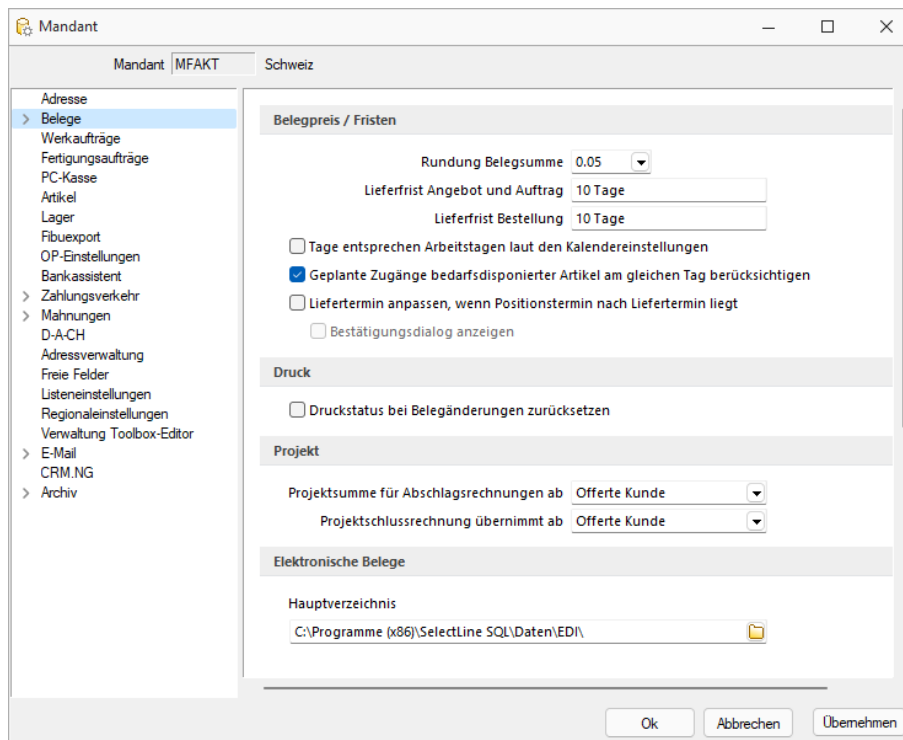 Mandant
Mandant MFAKT Schweiz
Adresse
Belege
Werkaufträge
Fertigungsaufträge
PC-Kasse
Artikel
Lager
Fibuexport
OP-Einstellungen
Bankassistent
Zahlungsverkehr
Mahnungen
D-A-CH
Adressverwaltung
Freie Felder
Listeneinstellungen
Regionaleinstellungen
Verwaltung Toolbox-Editor
E-Mail
CRM.NG
Archiv
Belegpreis / Fristen
Rundung Belegsumme 0.05
Lieferfrist Angebot und Auftrag 10 Tage
Lieferfrist Bestellung 10 Tage
Tage entsprechen Arbeitstagen laut den Kalendereinstellungen
Geplante Zugänge bedarfsdisponierter Artikel am gleichen Tag berücksichtigen
Liefertermin anpassen, wenn Positionstermin nach Liefertermin liegt
Bestätigungsdialog anzeigen
Druck
Druckstatus bei Belegänderungen zurücksetzen
Projekt
Projektsumme für Abschlagsrechnungen ab Offerte Kunde
Projektschlussrechnung übernimmt ab Offerte Kunde
Elektronische Belege
Hauptverzeichnis
C:\Programme (x86)\SelectLine SQL\Daten\EDI\
Ok Abbrechen Übernehmen